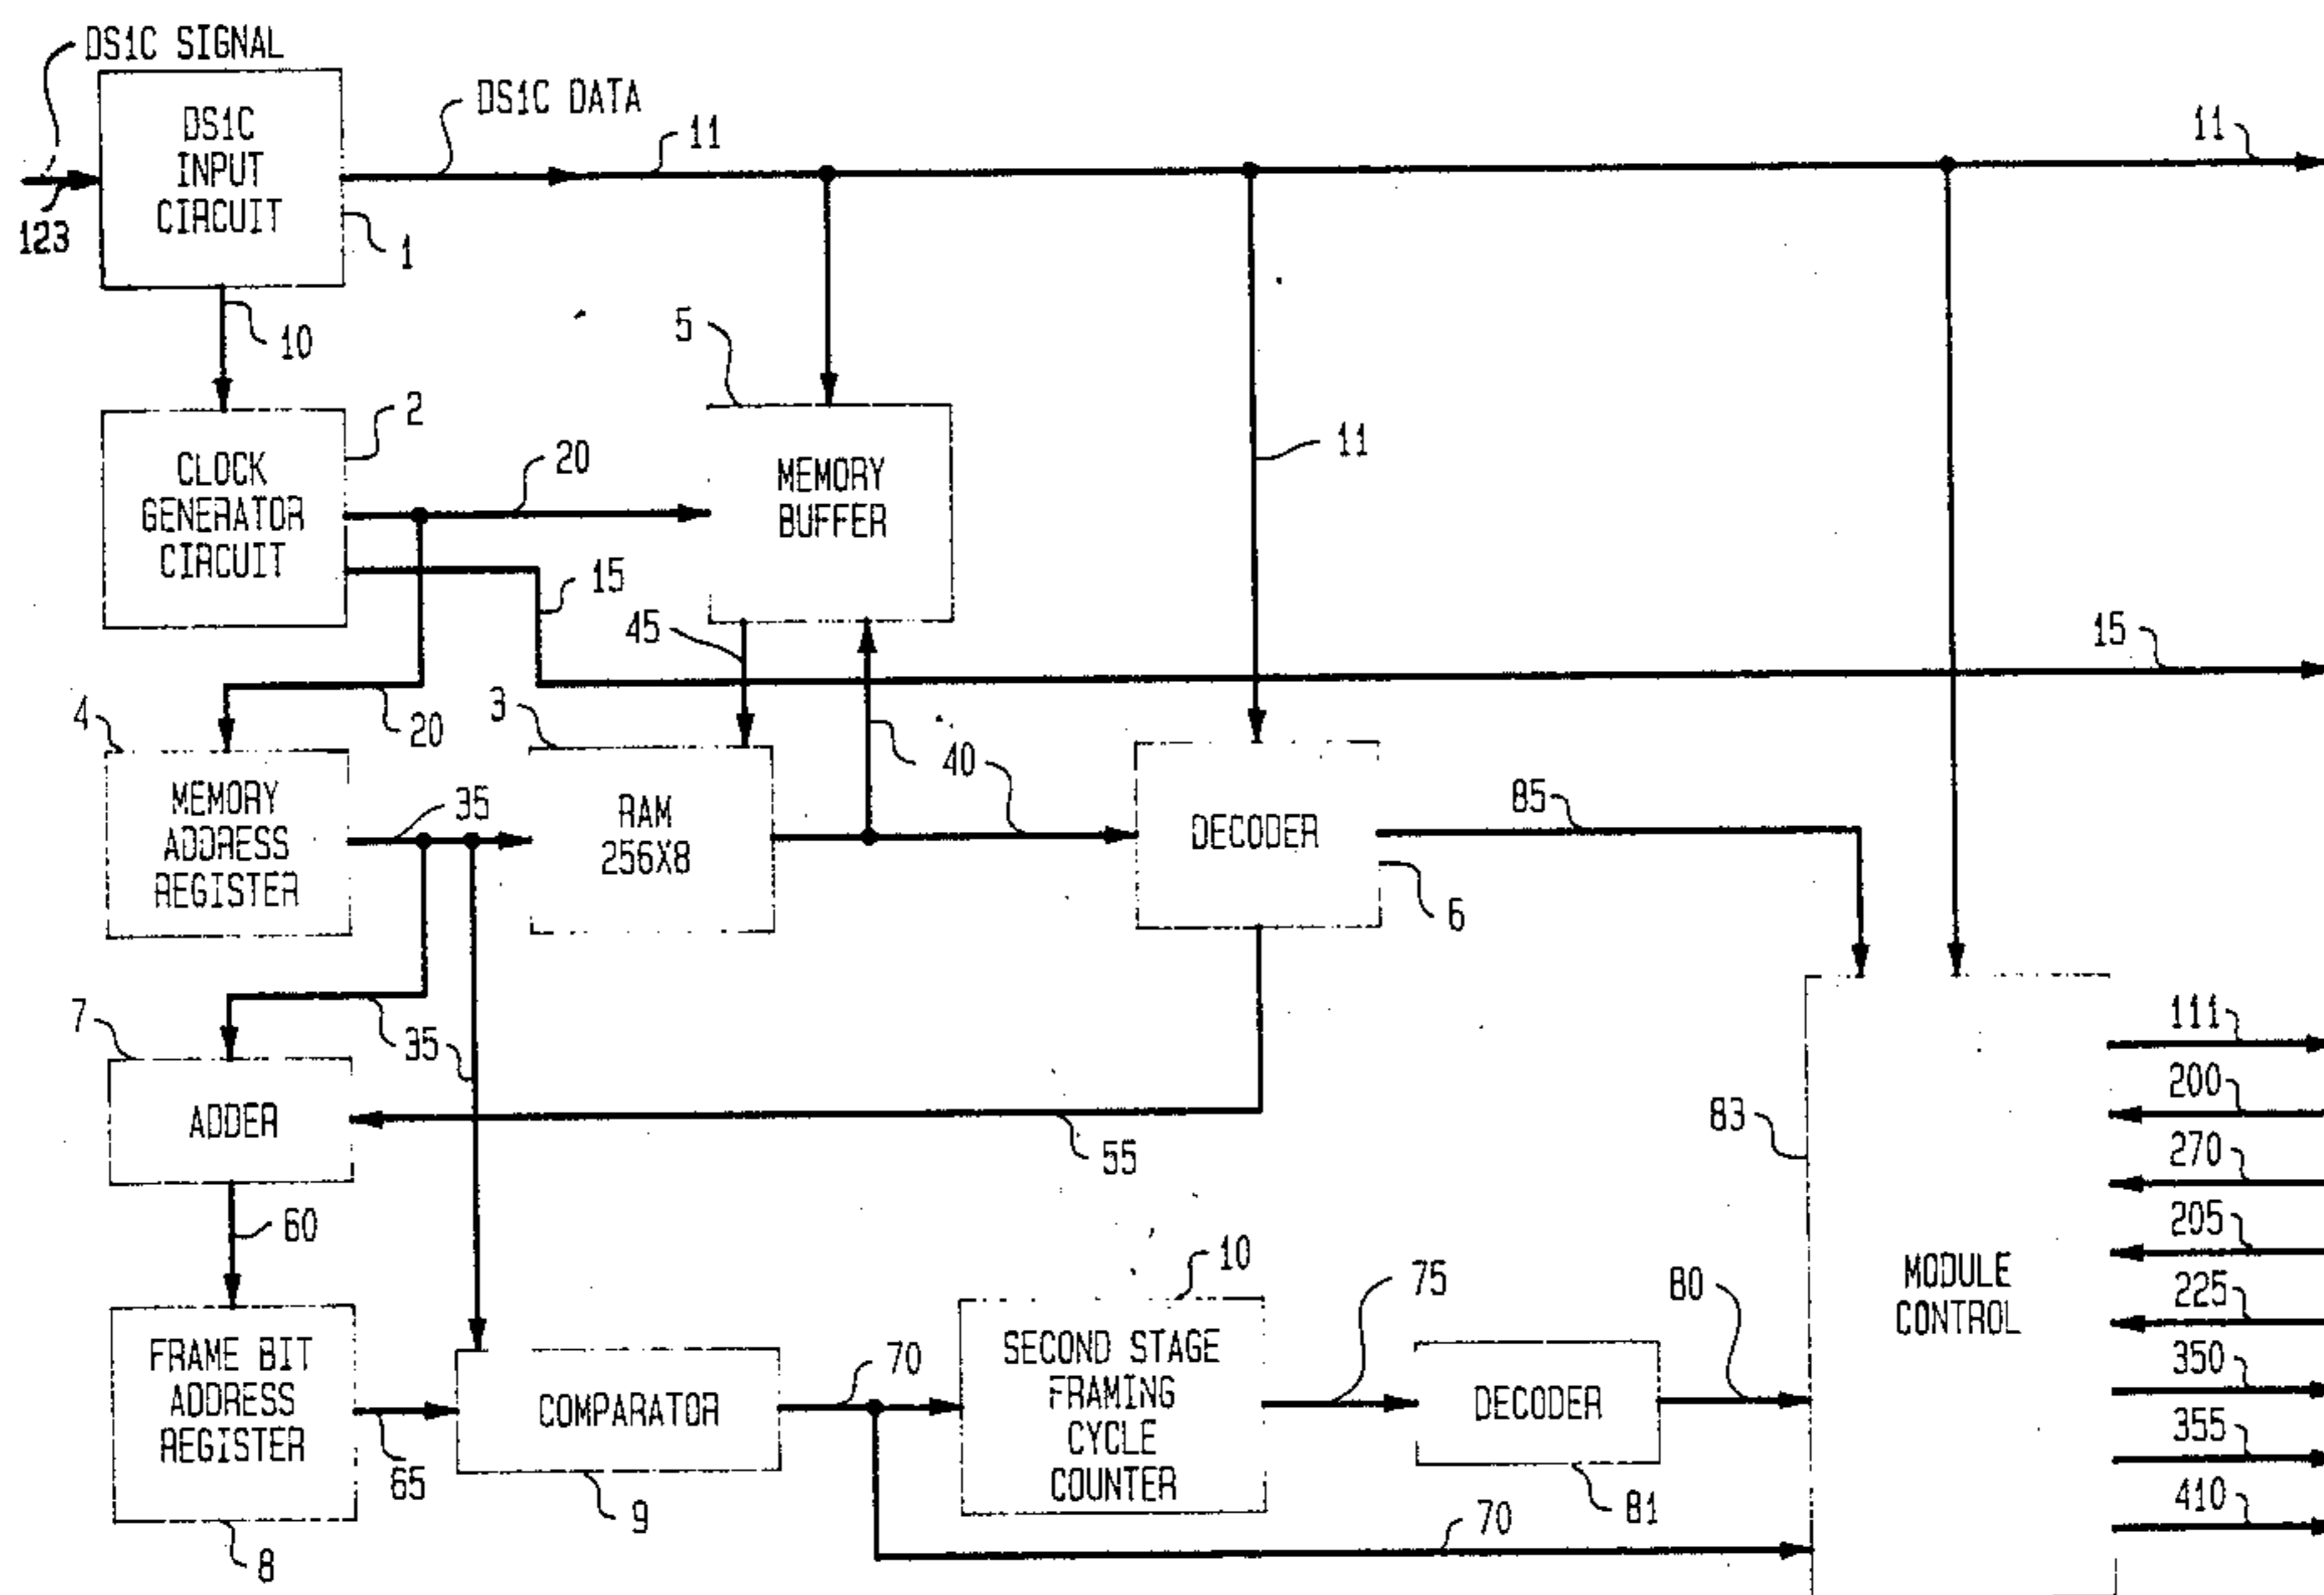 DS1C SIGNAL
DS1C
INPUT
CIRCUIT
123
1
DS1C DATA
11
11
10
5
2
CLOCK
GENERATOR
CIRCUIT
20
MEMORY
BUFFER
11
15
45
15
4
20
3
40
MEMORY
ADDRESS
REGISTER
35
RAM
256X8
DECODER
85
6
7
35
ADDER
55
83
111
200
270
205
225
350
355
410
60
10
MODULE
CONTROL
FRAME BIT
ADDRESS
REGISTER
65
8
COMPARATOR
9
70
SECOND STAGE
FRAMING
CYCLE
COUNTER
75
DECODER
81
80
70